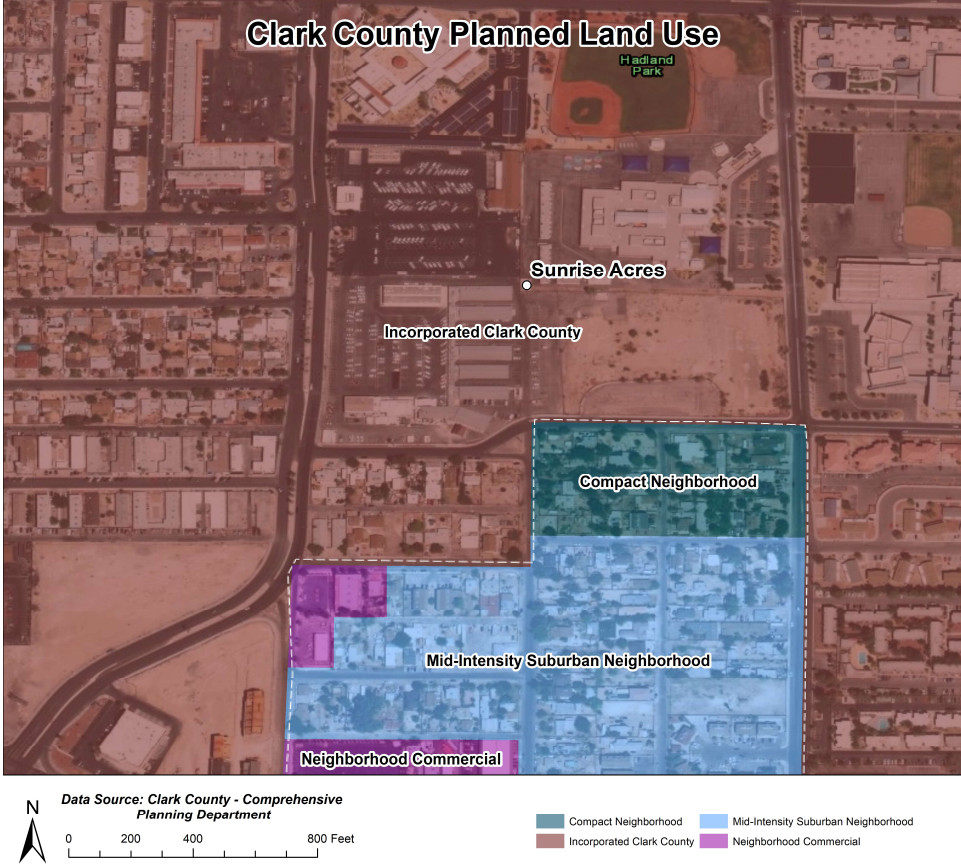 Clark County Planned Land Use
Hadland
Park
Sunrise Acres
Incorporated Clark County
Compact Neighborhood
Mid-Intensity Suburban Neighborhood
Neighborhood Commercial
N
Data Source: Clark County - Comprehensive
Planning Department
0 200 400 800 Feet
Compact Neighborhood
Mid-Intensity Suburban Neighborhood
Incorporated Clark County
Neighborhood Commercial